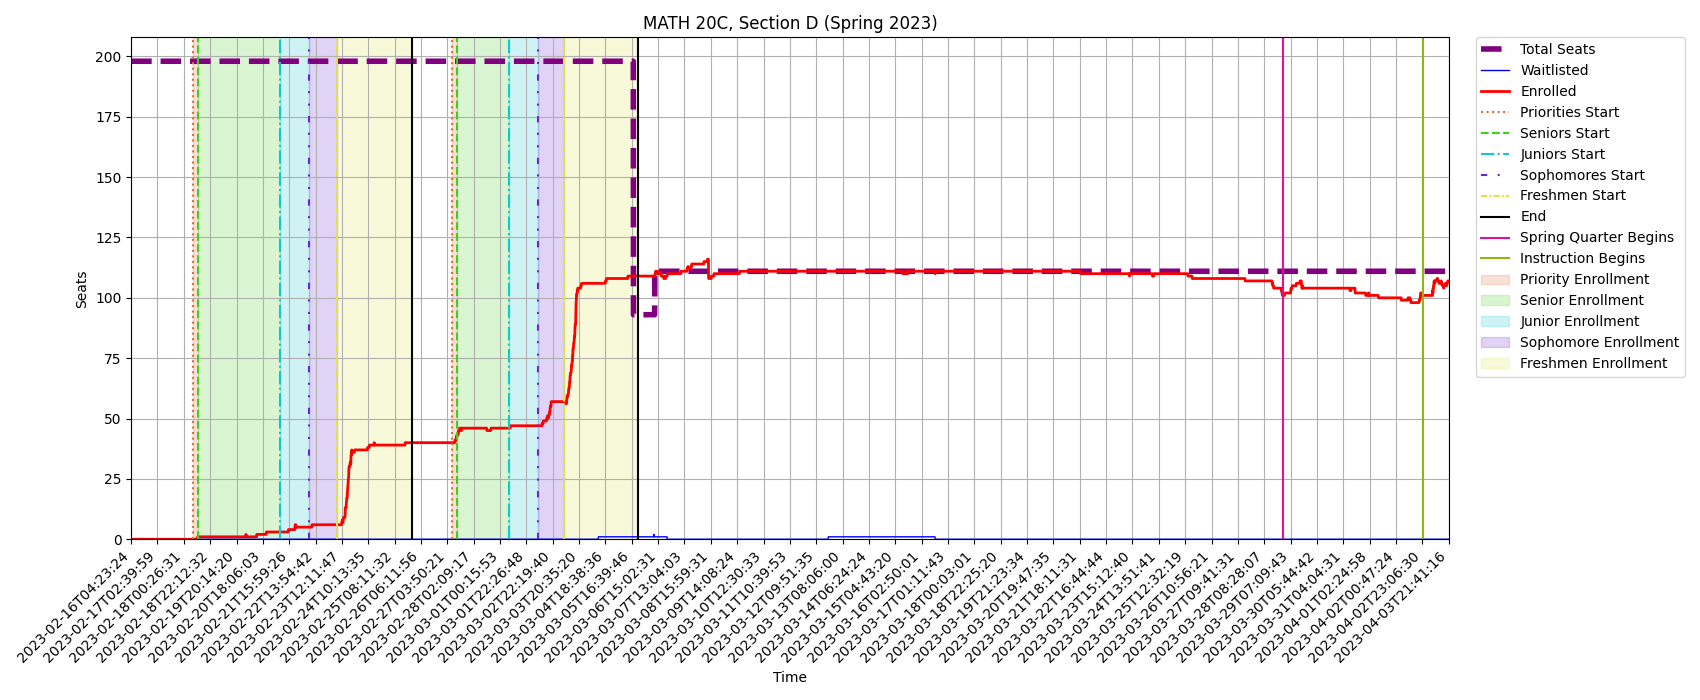 MATH 20C, Section D (Spring 2023)
Seats
200
175
150
125
100
75
50
25
0
2023-02-16T04:23:24
2023-02-17T02:39:59
2023-02-18T00:26:31
2023-02-18T22:12:32
2023-02-19T20:14:20
2023-02-20T18:06:03
2023-02-21T15:59:26
2023-02-22T13:54:42
2023-02-23T12:11:47
2023-02-24T10:13:35
2023-02-25T08:11:32
2023-02-26T06:11:56
2023-02-27T03:50:21
2023-02-28T02:09:17
2023-03-01T00:15:53
2023-03-01T22:26:48
2023-03-02T22:19:40
2023-03-03T20:35:20
2023-03-04T18:38:36
2023-03-05T16:39:46
2023-03-06T15:02:31
2023-03-07T13:04:03
2023-03-08T15:59:31
2023-03-09T14:08:24
2023-03-10T12:30:33
2023-03-11T10:39:53
2023-03-12T09:51:35
2023-03-13T08:06:00
2023-03-14T06:24:24
2023-03-15T04:43:20
2023-03-16T02:50:01
2023-03-17T01:11:43
2023-03-18T00:03:01
2023-03-18T22:25:20
2023-03-19T21:23:34
2023-03-20T19:47:35
2023-03-21T18:11:31
2023-03-22T16:44:44
2023-03-23T15:12:40
2023-03-24T13:51:41
2023-03-25T12:32:19
2023-03-26T10:56:21
2023-03-27T09:41:31
2023-03-28T08:28:07
2023-03-29T07:09:43
2023-03-30T05:44:42
2023-03-31T04:04:31
2023-04-01T02:24:58
2023-04-02T00:47:24
2023-04-02T23:06:30
2023-04-03T21:41:16
Time
Total Seats
Waitlisted
Enrolled
Priorities Start
Seniors Start
Juniors Start
Sophomores Start
Freshmen Start
End
Spring Quarter Begins
Instruction Begins
Priority Enrollment
Senior Enrollment
Junior Enrollment
Sophomore Enrollment
Freshmen Enrollment